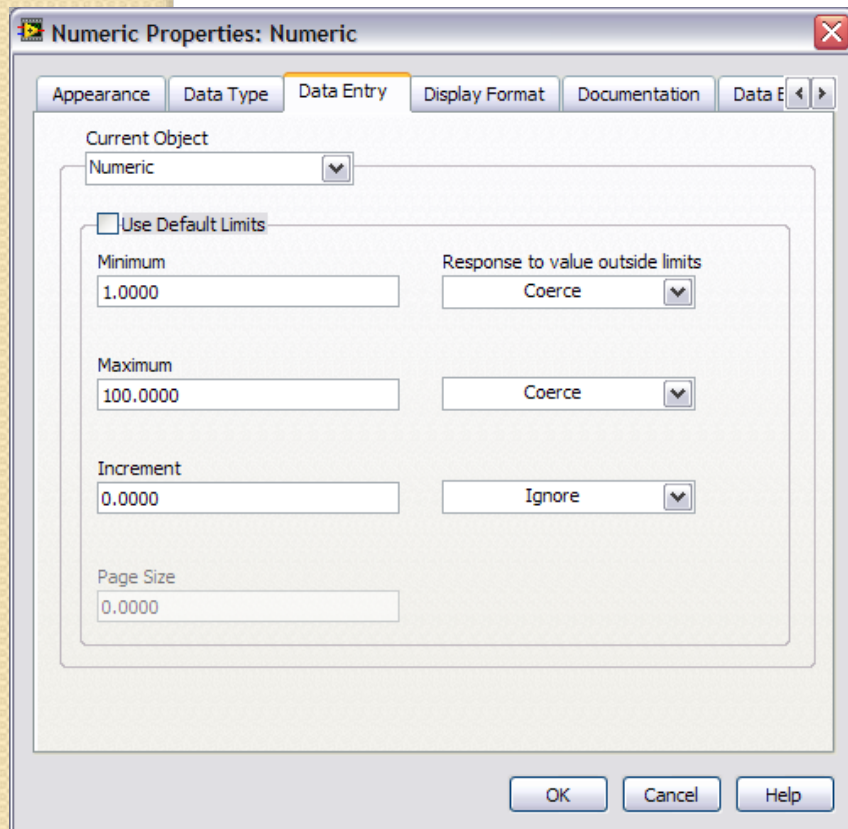 Numeric Properties: Numeric
Appearance Data Type Data Entry Display Format Documentation Data
Current Object
Numeric
Use Default Limits
Minimum Response to value outside limits
1.0000 Coerce
Maximum
100.0000 Coerce
Increment
0.0000 Ignore
Page Size
0.0000
OK Cancel Help